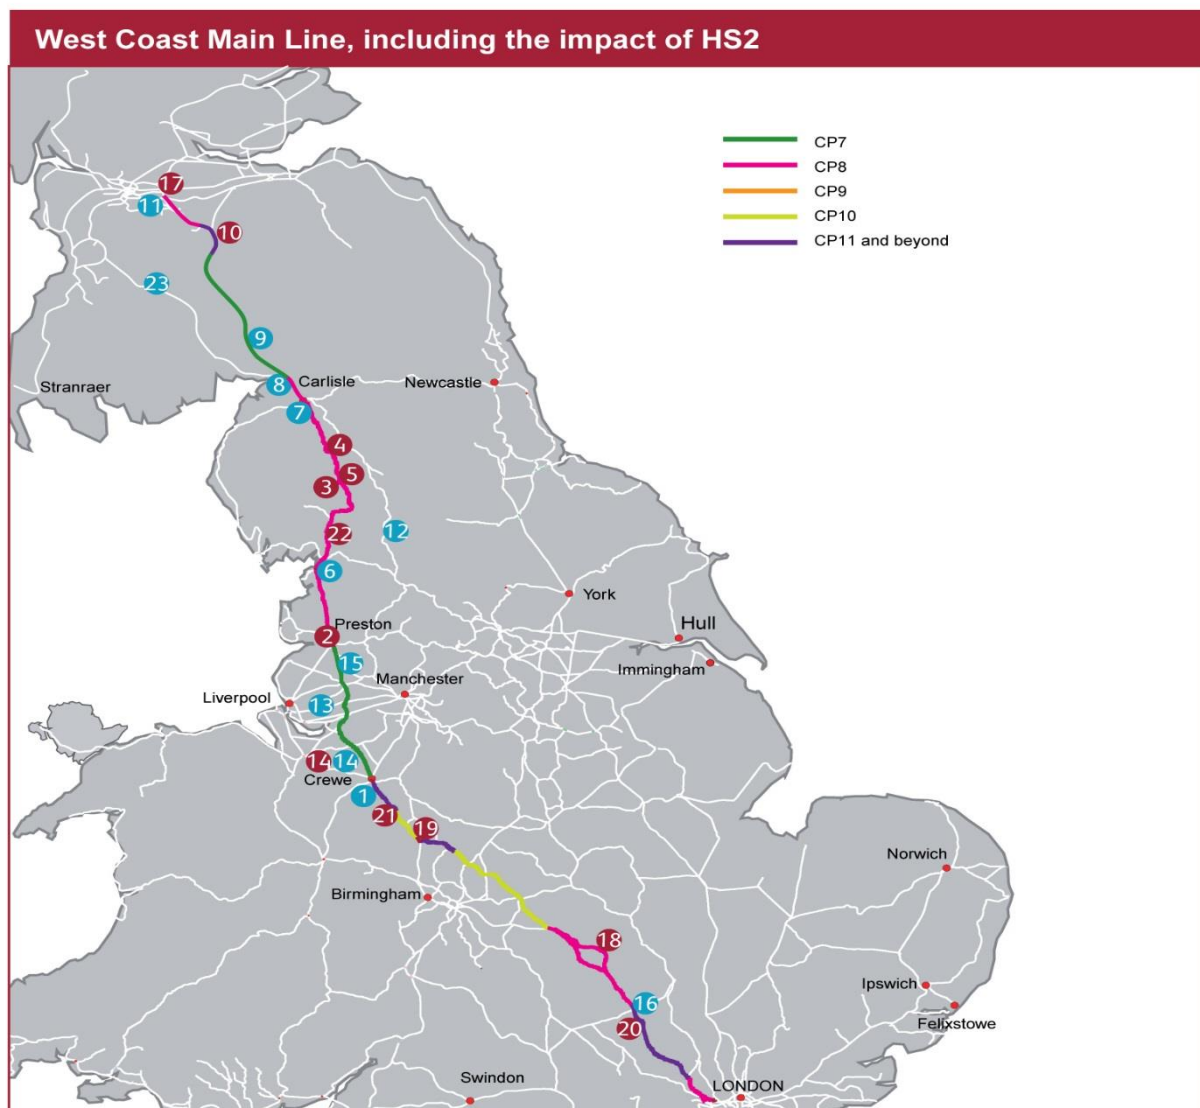 West Coast Main Line, including the impact of HS2
CP7
CP8
CP9
CP10
CP11 and beyond
17
11
10
23
9
8
Carlisle
Newcastle
Stranraer
7
4
5
3
22
12
6
York
2
Preston
Hull
15
Immingham
Manchester
Liverpool
13
14
14
Crewe
1
21
19
Norwich
Birmingham
18
Ipswich
16
Felixstowe
20
Swindon
LONDON